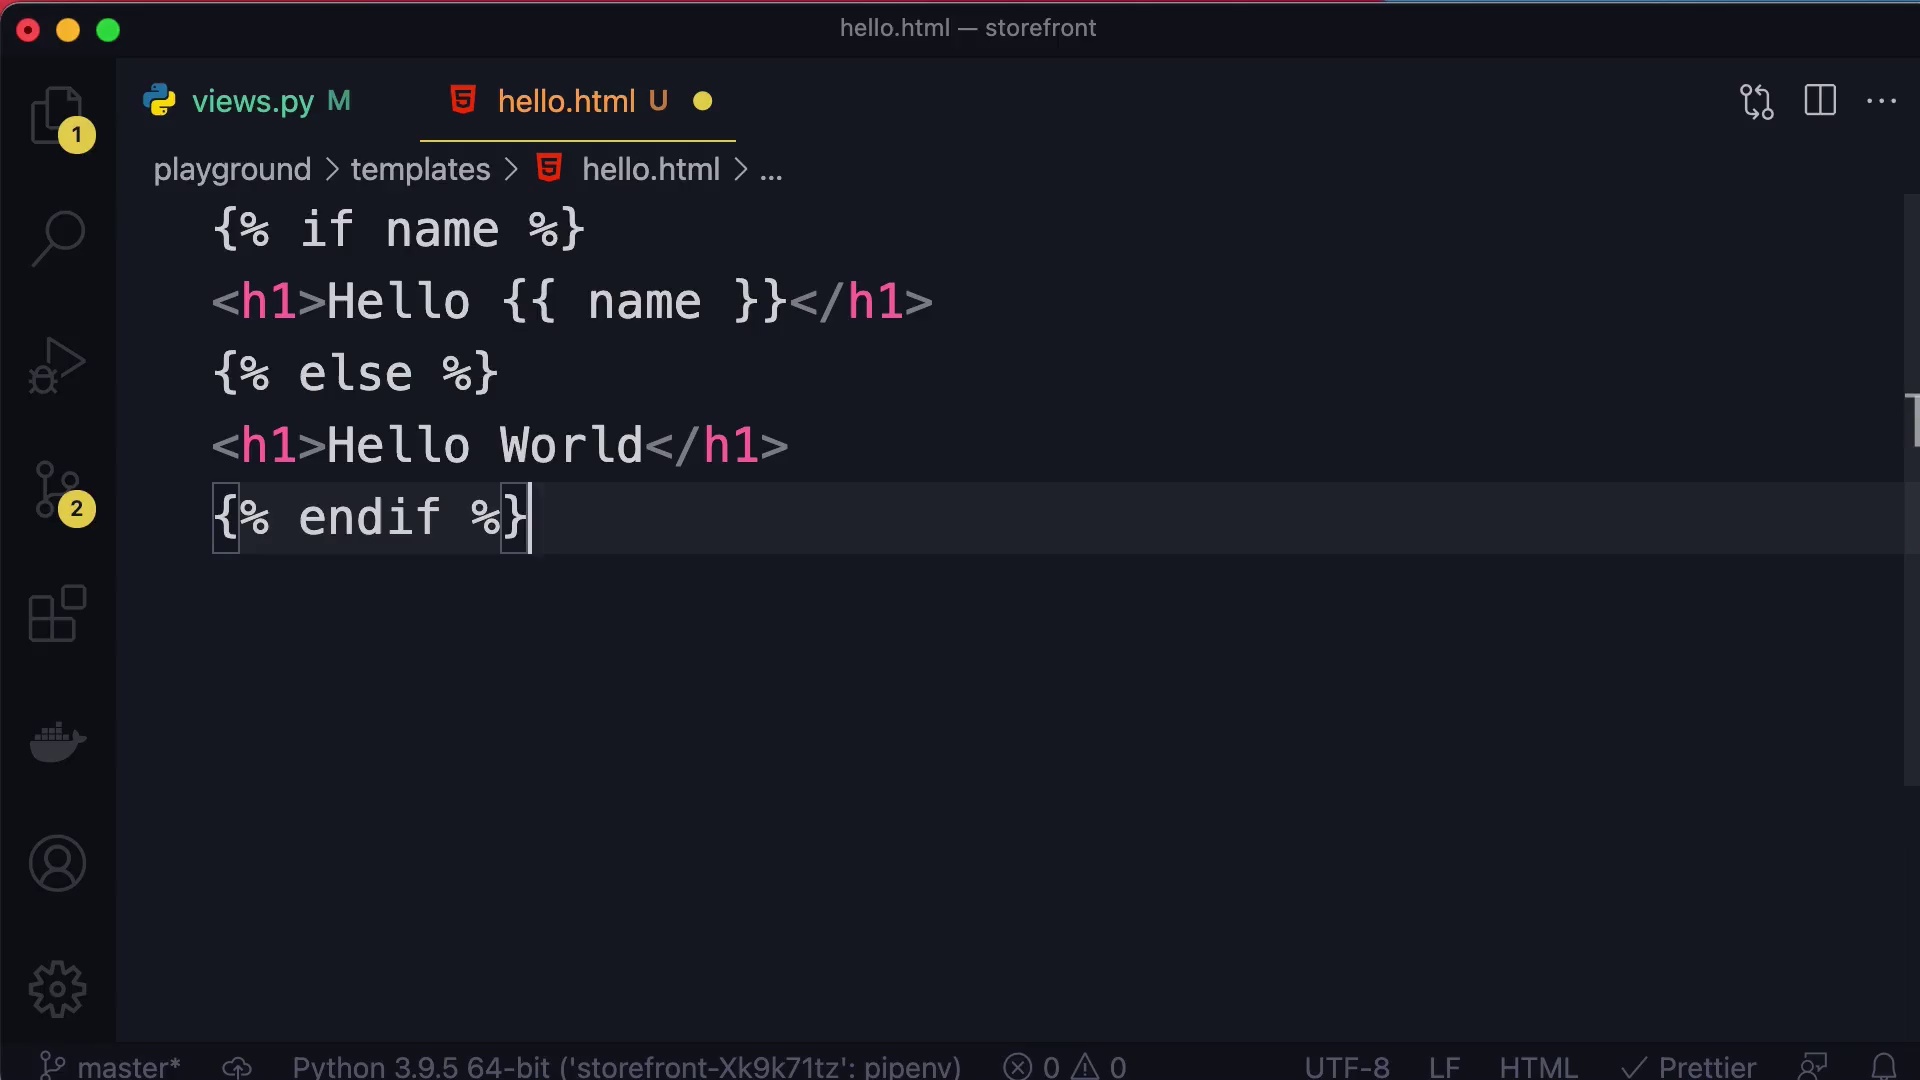 hello.html — storefront
views.py M
hello.html U
playground > templates > hello.html > ...
{% if name %}
<h1>Hello {{ name }}</h1>
{% else %}
<h1>Hello World</h1>
{% endif %}
1
2
master* Python 3.9.5 64-bit ('storefront-Xk9k71tz': pipenv) 0 0 UTF-8 LF HTML Prettier